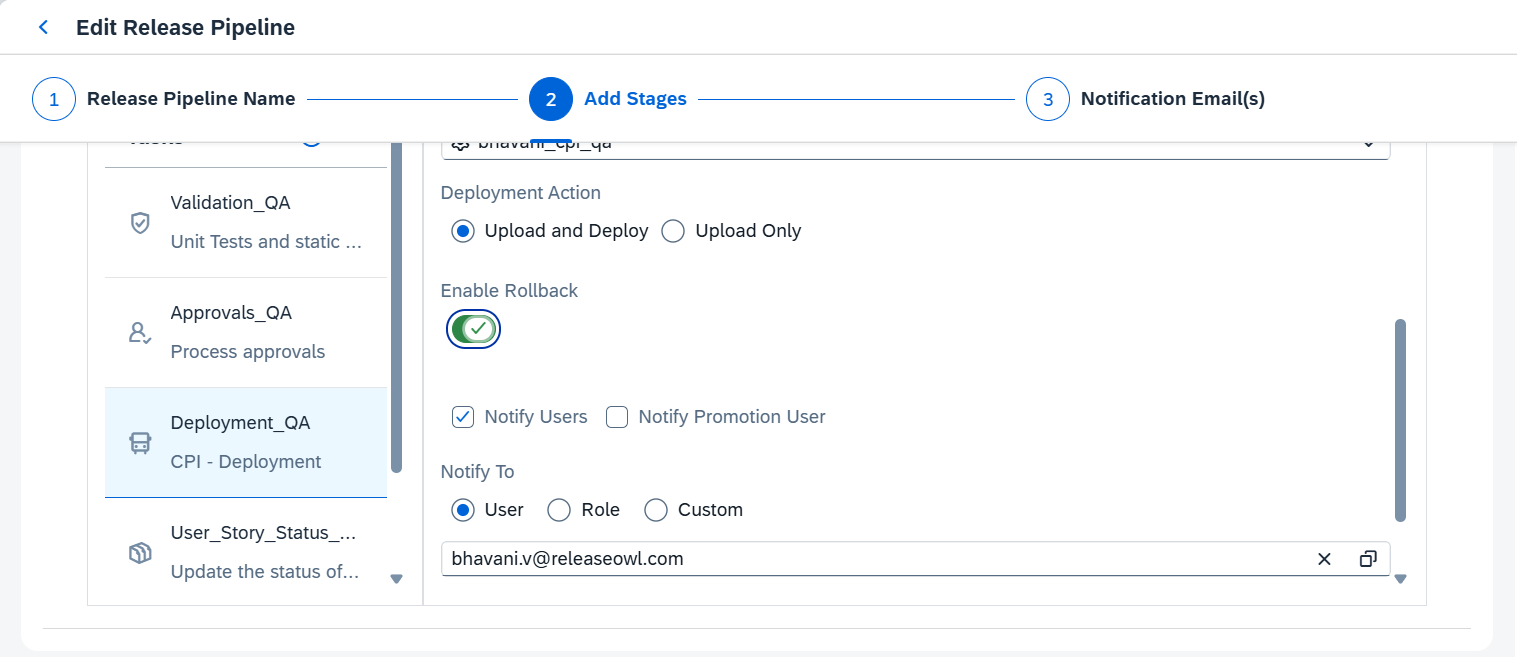 Edit Release Pipeline
1 Release Pipeline Name 2 Add Stages 3 Notification Email(s)
Validation_QA
Unit Tests and static ...
Approvals_QA
Process approvals
Deployment_QA
CPI - Deployment
User_Story_Status_...
Update the status of...
bhavani_cpi_qa
Deployment Action
Upload and Deploy Upload Only
Enable Rollback
Notify Users Notify Promotion User
Notify To
User Role Custom
bhavani.v@releaseowl.com